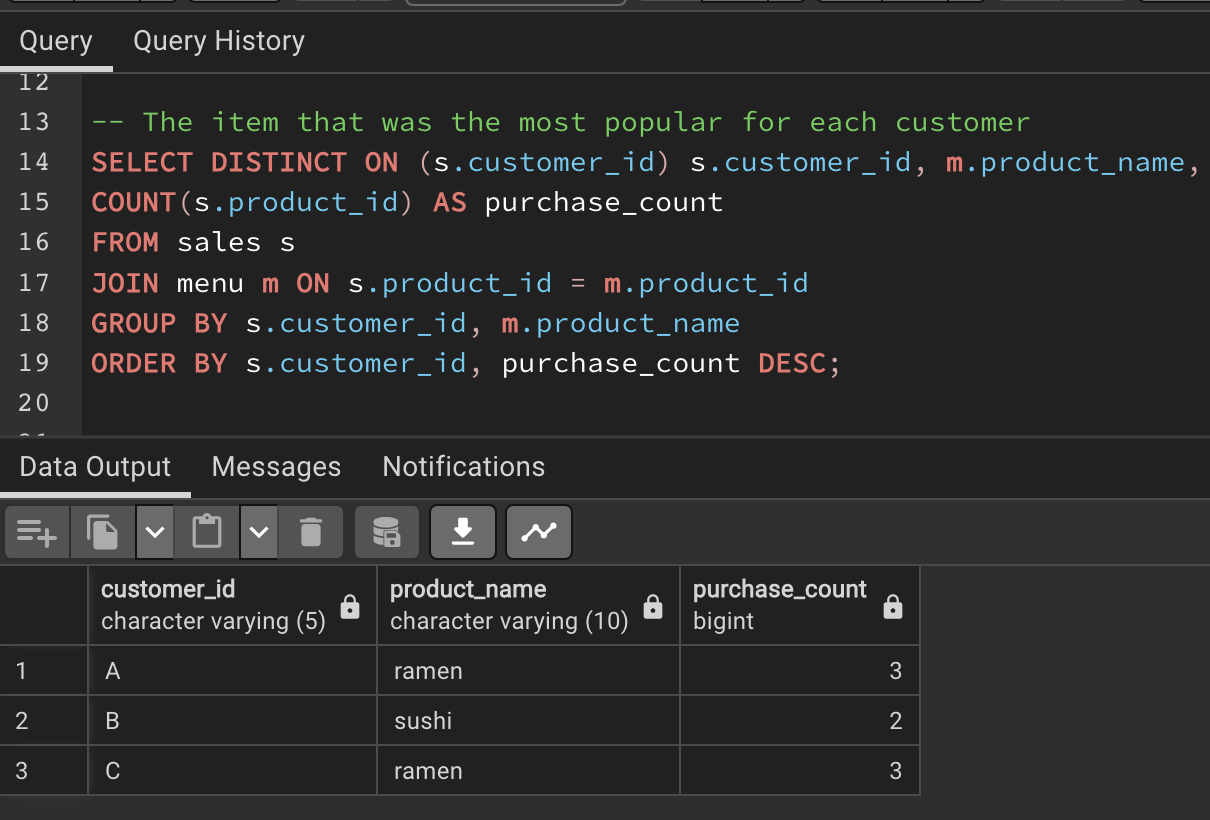 Query Query History
12
13 -- The item that was the most popular for each customer
14 SELECT DISTINCT ON (s.customer_id) s.customer_id, m.product_name,
15 COUNT(s.product_id) AS purchase_count
16 FROM sales s
17 JOIN menu m ON s.product_id = m.product_id
18 GROUP BY s.customer_id, m.product_name
19 ORDER BY s.customer_id, purchase_count DESC;
20
Data Output Messages Notifications
customer_id product_name purchase_count
character varying (5) character varying (10) bigint
1 A ramen 3
2 B sushi 2
3 C ramen 3